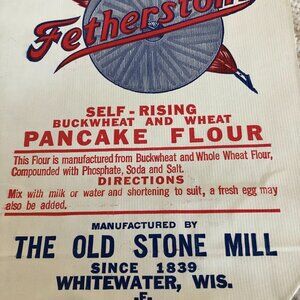 Fetherston
SELF-RISING
BUCKWHEAT AND WHEAT
PANCAKE FLOUR
This Flour is manufactured from Buckwheat and Whole Wheat Flour,
Compounded with Phosphate, Soda and Salt.
DIRECTIONS
Mix with milk or water and shortening to suit, a fresh egg may
also be added.
MANUFACTURED BY
THE OLD STONE MILL
SINCE 1839
WHITEWATER, WIS.
-F-